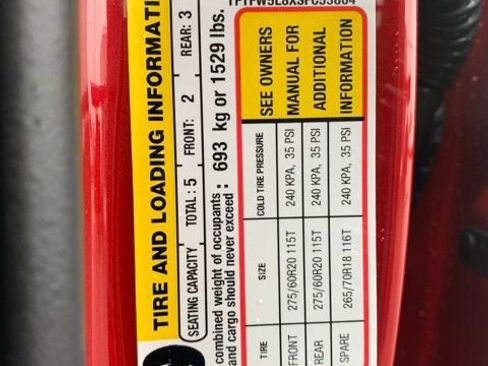 TIRE AND LOADING INFORMATI
SEATING CAPACITY TOTAL : 5 FRONT: 2 REAR: 3
combined weight of occupants
and cargo should never exceed : 693 kg or 1529 lbs.
TIRE SIZE COLD TIRE PRESSURE
FRONT 275/60R20 115T 240 KPA, 35 PSI
REAR 275/60R20 115T 240 KPA, 35 PSI
SPARE 265/70R18 116T 240 KPA, 35 PSI
SEE OWNERS
MANUAL FOR
ADDITIONAL
INFORMATION